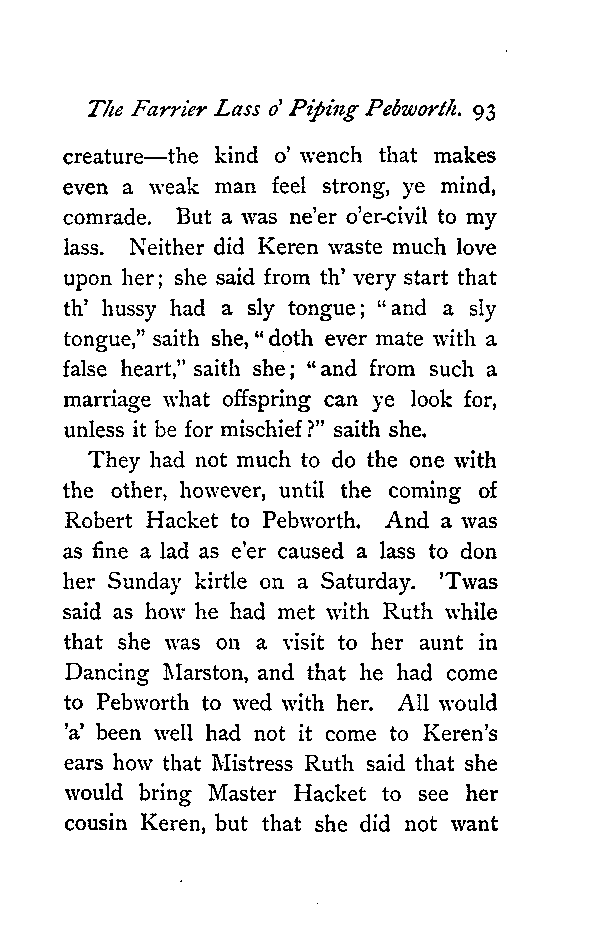 The Farrier Lass o' Piping Pebworth. 93
creature—the kind o' wench that makes
even a weak man feel strong, ye mind,
comrade. But a was ne'er o'er-civil to my
lass. Neither did Keren waste much love
upon her; she said from th' very start that
th' hussy had a sly tongue; "and a sly
tongue," saith she, "doth ever mate with a
false heart," saith she; "and from such a
marriage what offspring can ye look for,
unless it be for mischief?" saith she.
They had not much to do the one with
the other, however, until the coming of
Robert Hacket to Pebworth. And a was
as fine a lad as e'er caused a lass to don
her Sunday kirtle on a Saturday. 'Twas
said as how he had met with Ruth while
that she was on a visit to her aunt in
Dancing Marston, and that he had come
to Pebworth to wed with her. All would
'a' been well had not it come to Keren's
ears how that Mistress Ruth said that she
would bring Master Hacket to see her
cousin Keren, but that she did not want